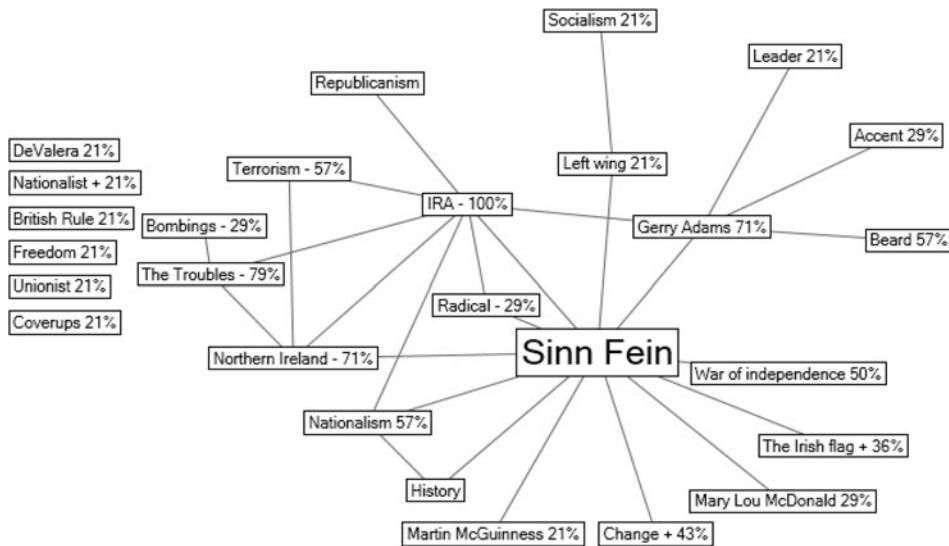 Socialism 21%
Leader 21%
Republicanism
Accent 29%
DeValera 21%
Terrorism - 57%
Left wing 21%
Nationalist + 21%
IRA - 100%
British Rule 21%
Bombings - 29%
Gerry Adams 71%
Beard 57%
Freedom 21%
The Troubles - 79%
Unionist 21%
Radical - 29%
Coverups 21%
Sinn Fein
Northern Ireland - 71%
War of independence 50%
Nationalism 57%
The Irish flag + 36%
History
Mary Lou McDonald 29%
Martin McGuinness 21%
Change + 43%